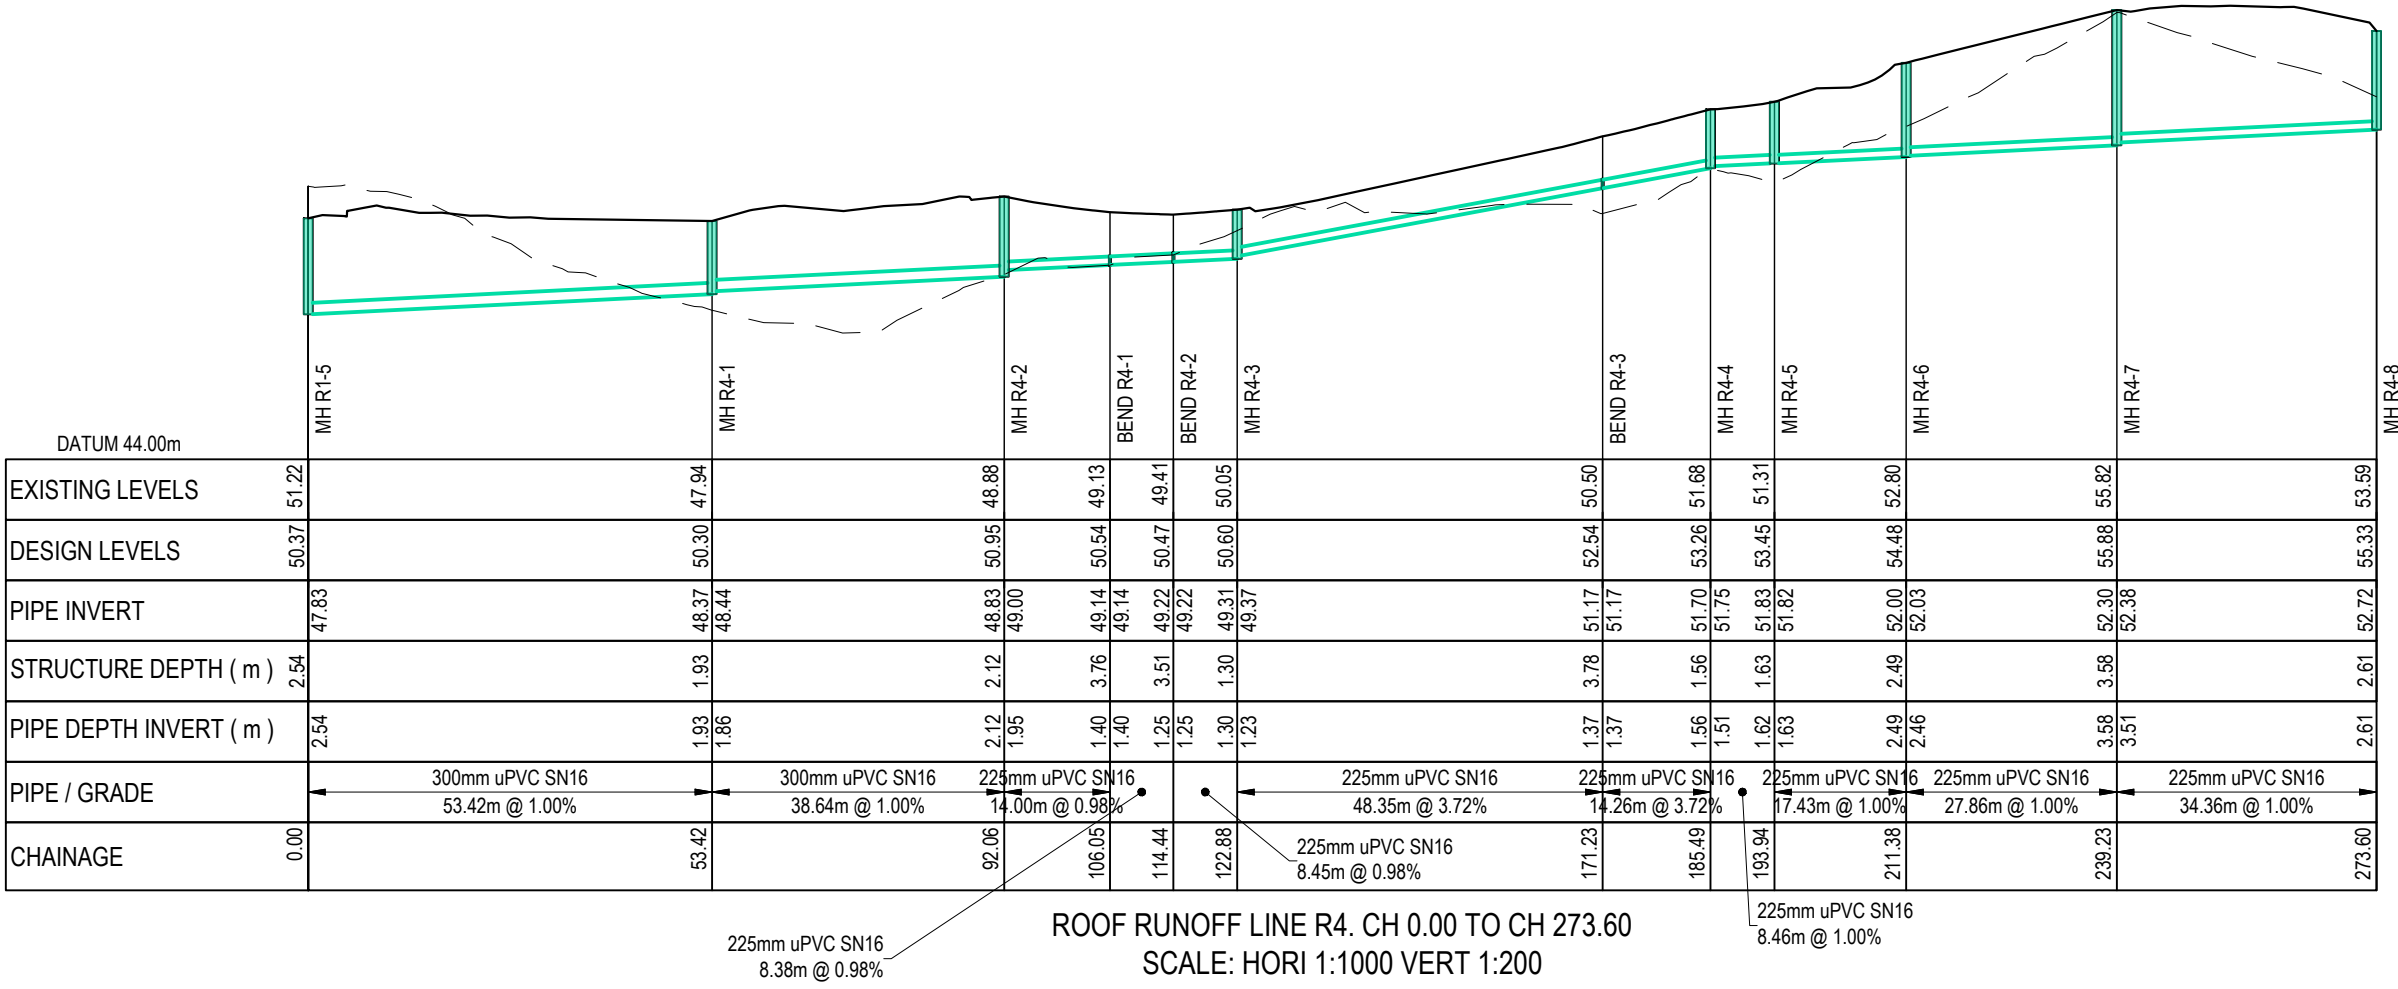 MH R1-5
MH R4-1
MH R4-2
BEND R4-1
BEND R4-2
MH R4-3
BEND R4-3
MH R4-4
MH R4-5
MH R4-6
MH R4-7
MH R4-8
DATUM 44.00m
EXISTING LEVELS 51.22 47.94 48.88 49.13 49.41 50.05 50.50 51.68 51.31 52.80 55.82 53.59
DESIGN LEVELS 50.37 50.30 50.95 50.54 50.47 50.60 52.54 53.26 53.45 54.48 55.88 55.33
PIPE INVERT 47.83 48.37 48.44 48.83 49.00 49.14 49.14 49.22 49.22 49.31 49.37 51.17 51.17 51.70 51.75 51.83 51.82 52.00 52.03 52.30 52.38 52.72
STRUCTURE DEPTH ( m ) 2.54 1.93 2.12 3.76 3.51 1.30 3.78 1.56 1.63 2.49 3.58 2.61
PIPE DEPTH INVERT ( m ) 2.54 1.93 1.86 2.12 1.95 1.40 1.40 1.25 1.25 1.30 1.23 1.37 1.37 1.56 1.51 1.62 1.63 2.49 2.46 3.58 3.51 2.61
PIPE / GRADE
300mm uPVC SN16
53.42m @ 1.00%
300mm uPVC SN16
38.64m @ 1.00%
225mm uPVC SN16
14.00m @ 0.98%
225mm uPVC SN16
48.35m @ 3.72%
225mm uPVC SN16
14.26m @ 3.72%
225mm uPVC SN16
17.43m @ 1.00%
225mm uPVC SN16
27.86m @ 1.00%
225mm uPVC SN16
34.36m @ 1.00%
CHAINAGE 0.00 53.42 92.06 106.05 114.44 122.88 171.23 185.49 193.94 211.38 239.23 273.60
225mm uPVC SN16
8.45m @ 0.98%
225mm uPVC SN16
8.38m @ 0.98%
225mm uPVC SN16
8.46m @ 1.00%
ROOF RUNOFF LINE R4. CH 0.00 TO CH 273.60
SCALE: HORI 1:1000 VERT 1:200